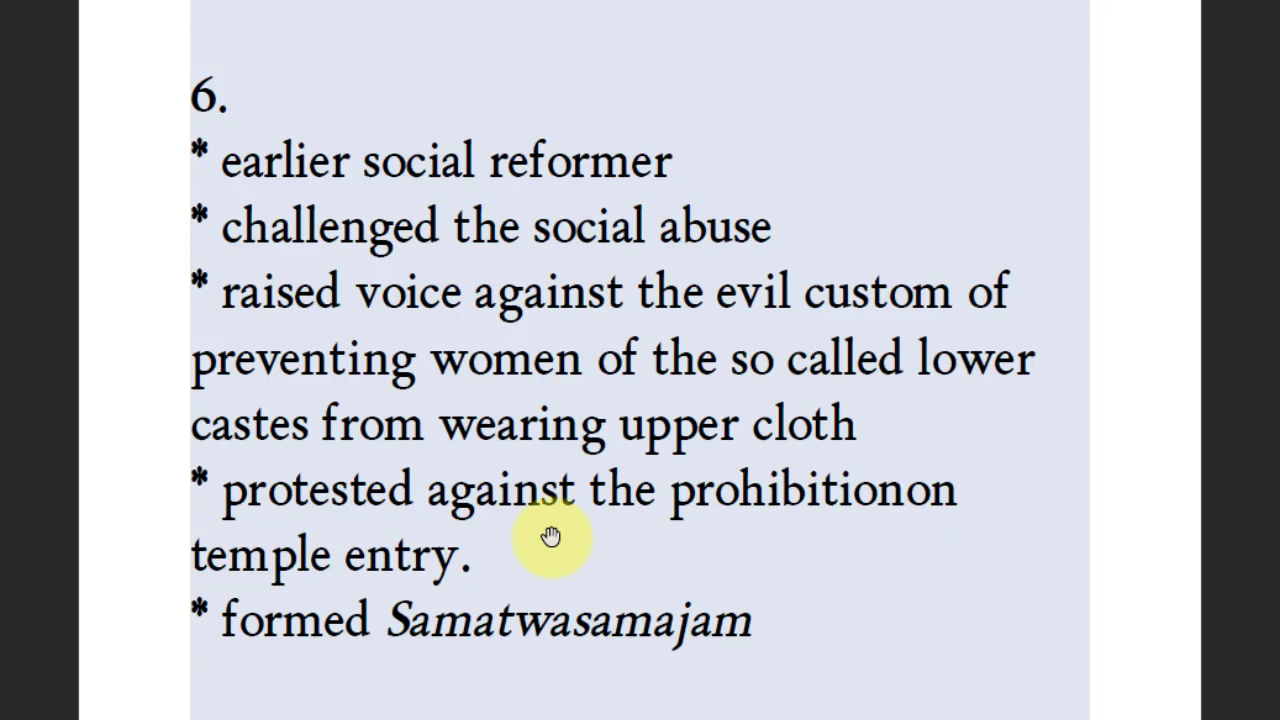 6.
* earlier social reformer
* challenged the social abuse
* raised voice against the evil custom of
preventing women of the so called lower
castes from wearing upper cloth
* protested against the prohibitionon
temple entry.
* formed Samatwasamajam